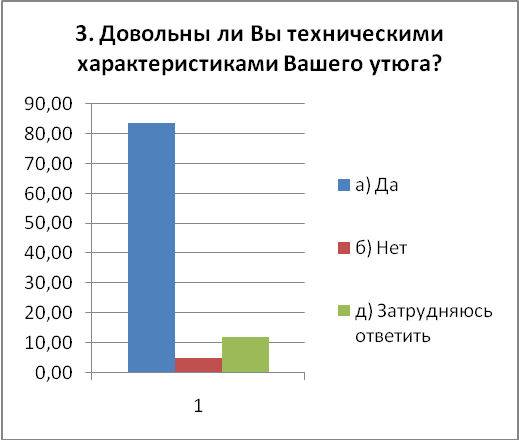 3. Довольны ли Вы техническими
характеристиками Вашего утюга?
90,00
80,00
70,00
60,00
50,00
40,00
30,00
20,00
10,00
0,00
1
а) Да
б) Нет
д) Затрудняюсь
ответить